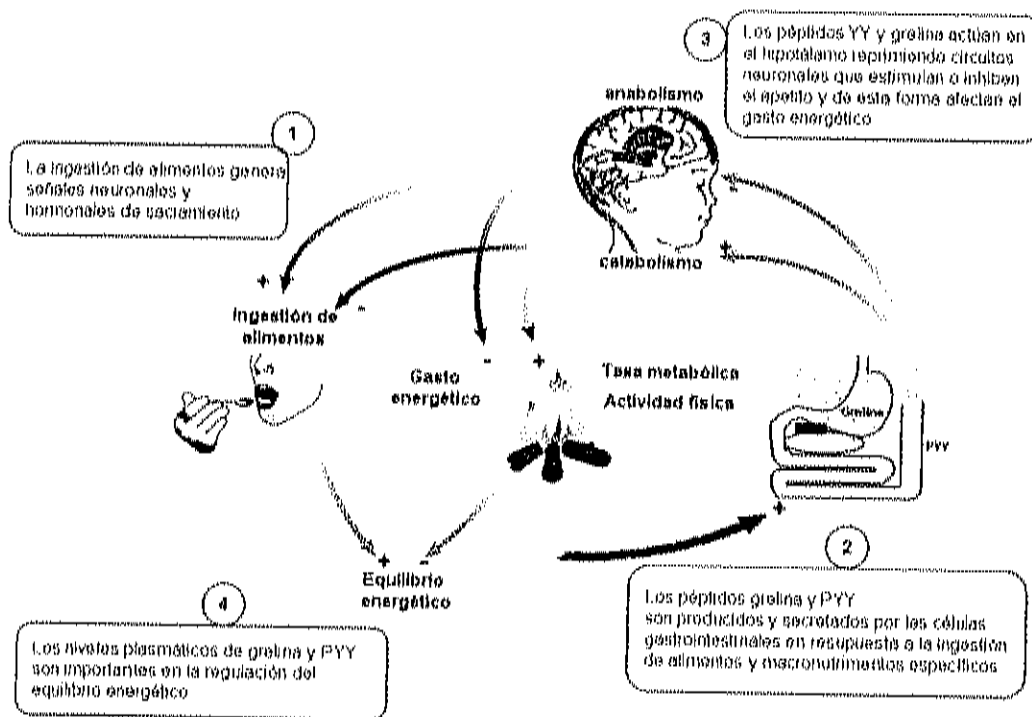 1
La ingestión de alimentos genera
señales neuronales y
hormonales de sacramento
3
Los péptidos YY y grelina actúan en
el hipotálamo reprimiendo circuitos
neuronales que estimulan o inhiben
el apetito y de esta forma afectan el
gasto energético
anabolismo
-
+
catabolismo
+
-
Ingestión de
alimentos
-
+
Gasto
energético
Tasa metabólica
Actividad física
Grelina
PYY
+
+ -
Equilibrio
energético
2
Los péptidos grelina y PYY
son producidos y secretados por las células
gastrointestinales en resupuesta a la ingestión
de alimentos y macronutrimentos específicos
4
Los niveles plasmáticos de grelina y PYY
son importantes en la regulación del
equilibrio energético